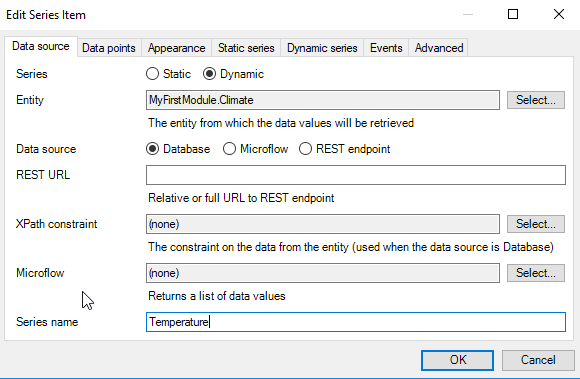 Edit Series Item
Data source Data points Appearance Static series Dynamic series Events Advanced
Series Static Dynamic
Entity MyFirstModule.Climate Select...
The entity from which the data values will be retrieved
Data source Database Microflow REST endpoint
REST URL
Relative or full URL to REST endpoint
XPath constraint (none) Select...
The constraint on the data from the entity (used when the data source is Database)
Microflow (none) Select...
Returns a list of data values
Series name Temperature
OK Cancel